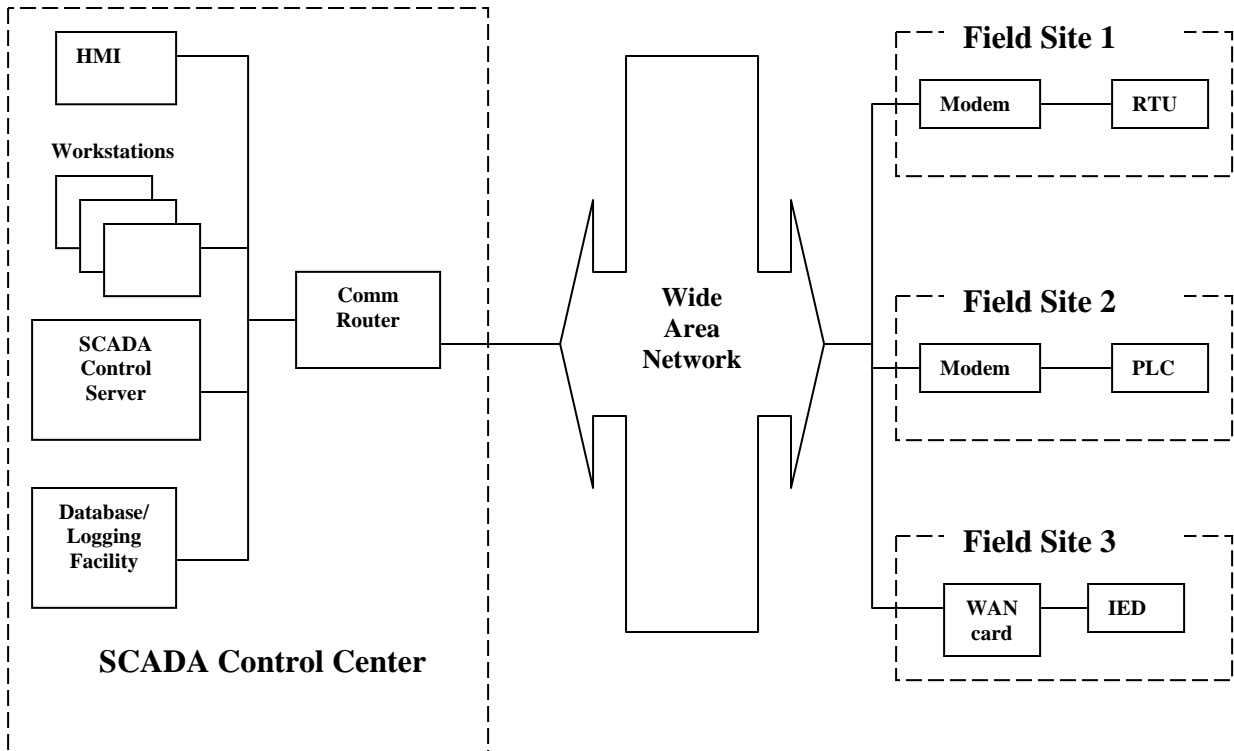 HMI
Workstations
SCADA
Control
Server
Database/
Logging
Facility
Comm
Router
SCADA Control Center
Wide
Area
Network
Field Site 1
Modem
RTU
Field Site 2
Modem
PLC
Field Site 3
WAN
card
IED